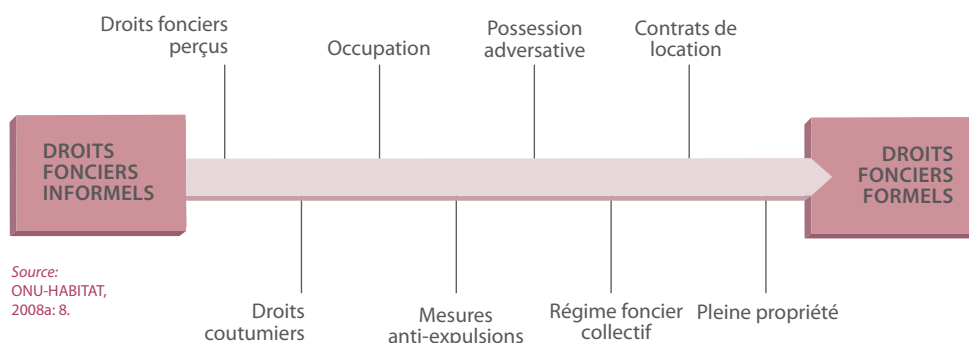 Droits fonciers
perçus
Occupation
Possession
adversative
Contrats de
location
DROITS
FONCIERS
INFORMELS
DROITS
FONCIERS
FORMELS
Source:
ONU-HABITAT,
2008a: 8.
Droits
coutumiers
Mesures
anti-expulsions
Régime foncier
collectif
Pleine propriété